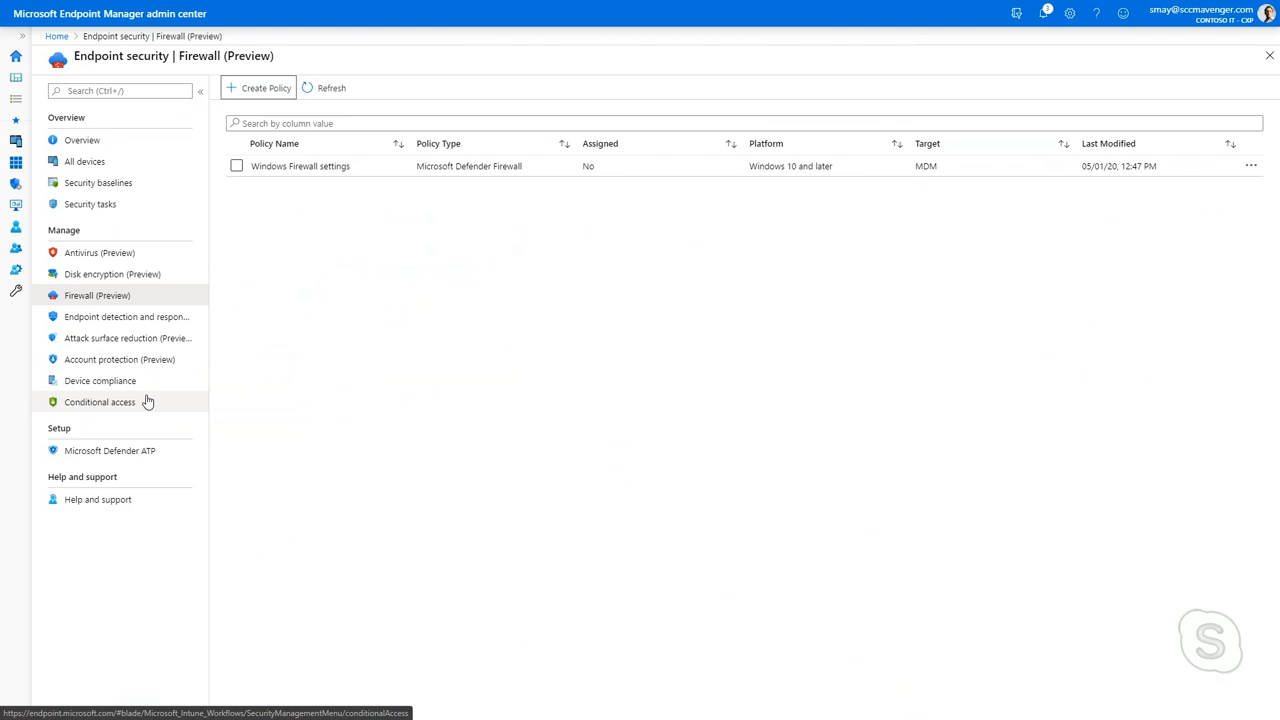 Microsoft Endpoint Manager admin center
3
smay@sccmavenger.com
CONTOSO IT - CXP
Home > Endpoint security | Firewall (Preview)
Endpoint security | Firewall (Preview)
Search (Ctrl+/)
Create Policy
Refresh
Search by column value
Policy Name Policy Type Assigned Platform Target Last Modified
Windows Firewall settings Microsoft Defender Firewall No Windows 10 and later MDM 05/01/20, 12:47 PM
Overview
Overview
All devices
Security baselines
Security tasks
Manage
Antivirus (Preview)
Disk encryption (Preview)
Firewall (Preview)
Endpoint detection and respon...
Attack surface reduction (Previe...
Account protection (Preview)
Device compliance
Conditional access
Setup
Microsoft Defender ATP
Help and support
Help and support
S
https://endpoint.microsoft.com/#blade/Microsoft_Intune_Workflows/SecurityManagementMenu/conditionalAccess